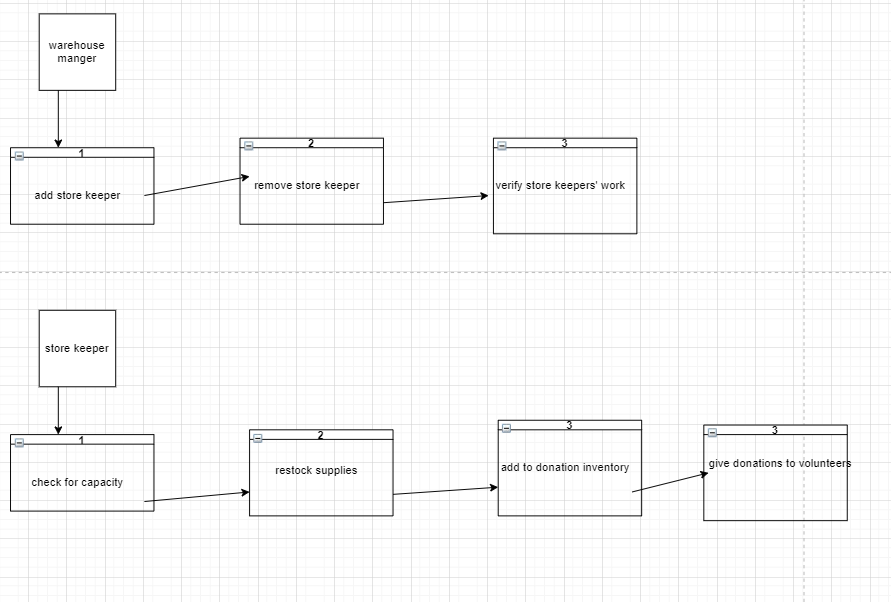 warehouse
manger
1
add store keeper
2
remove store keeper
3
verify store keepers' work
store keeper
1
check for capacity
2
restock supplies
3
add to donation inventory
3
give donations to volunteers